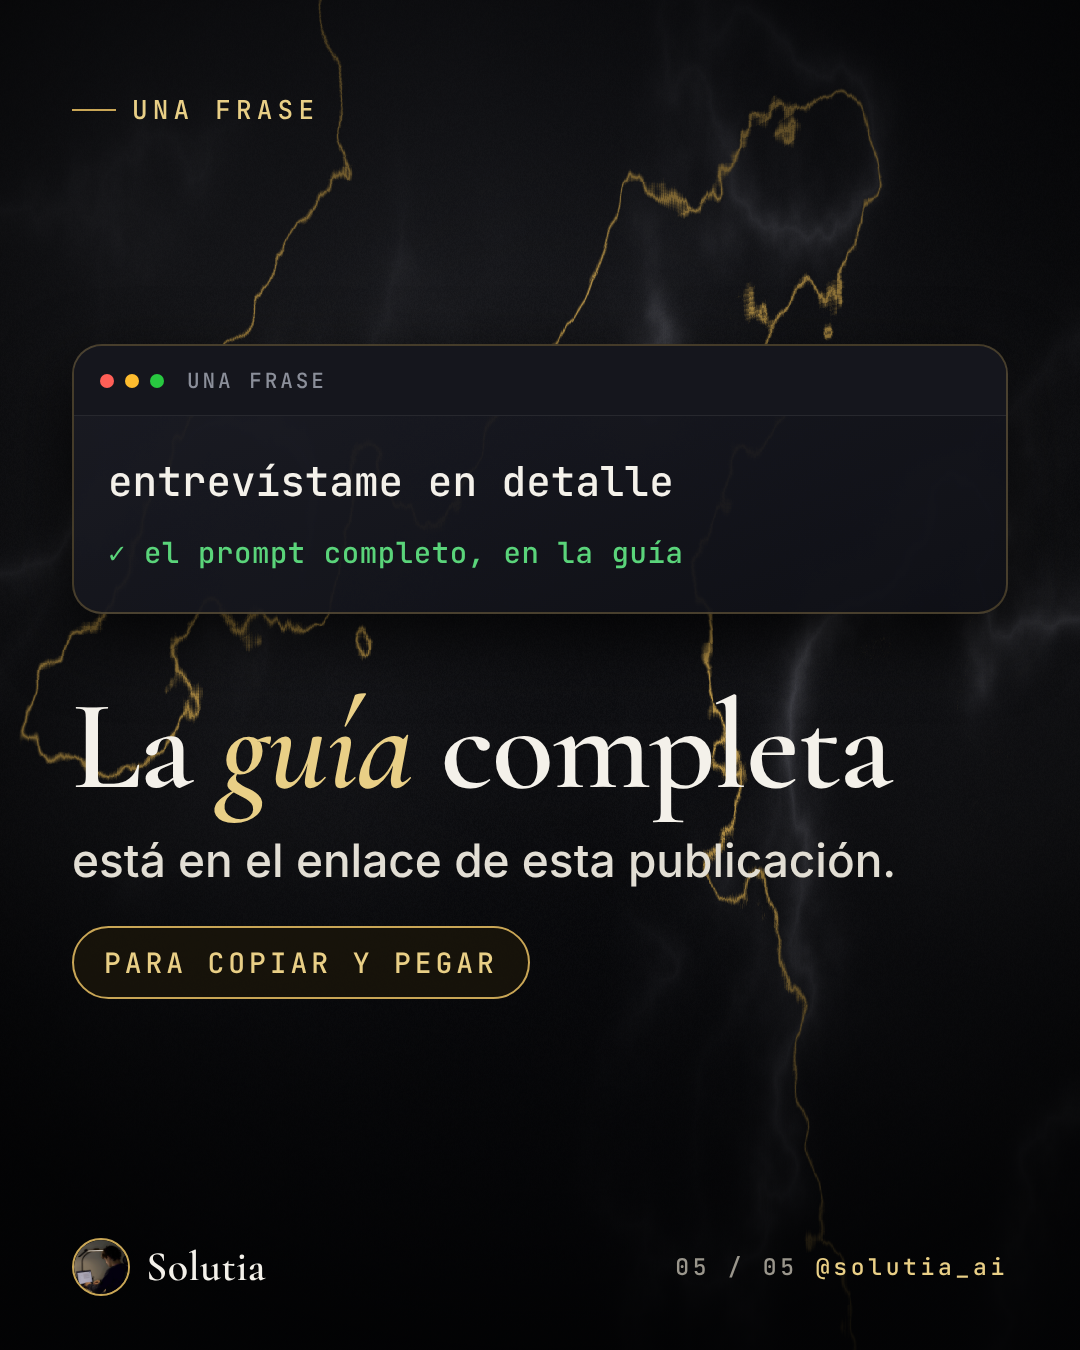 UNA FRASE
UNA FRASE
entrevístame en detalle
✓ el prompt completo, en la guía
La guía completa
está en el enlace de esta publicación.
PARA COPIAR Y PEGAR
Solutia
05 / 05 @solutia_ai